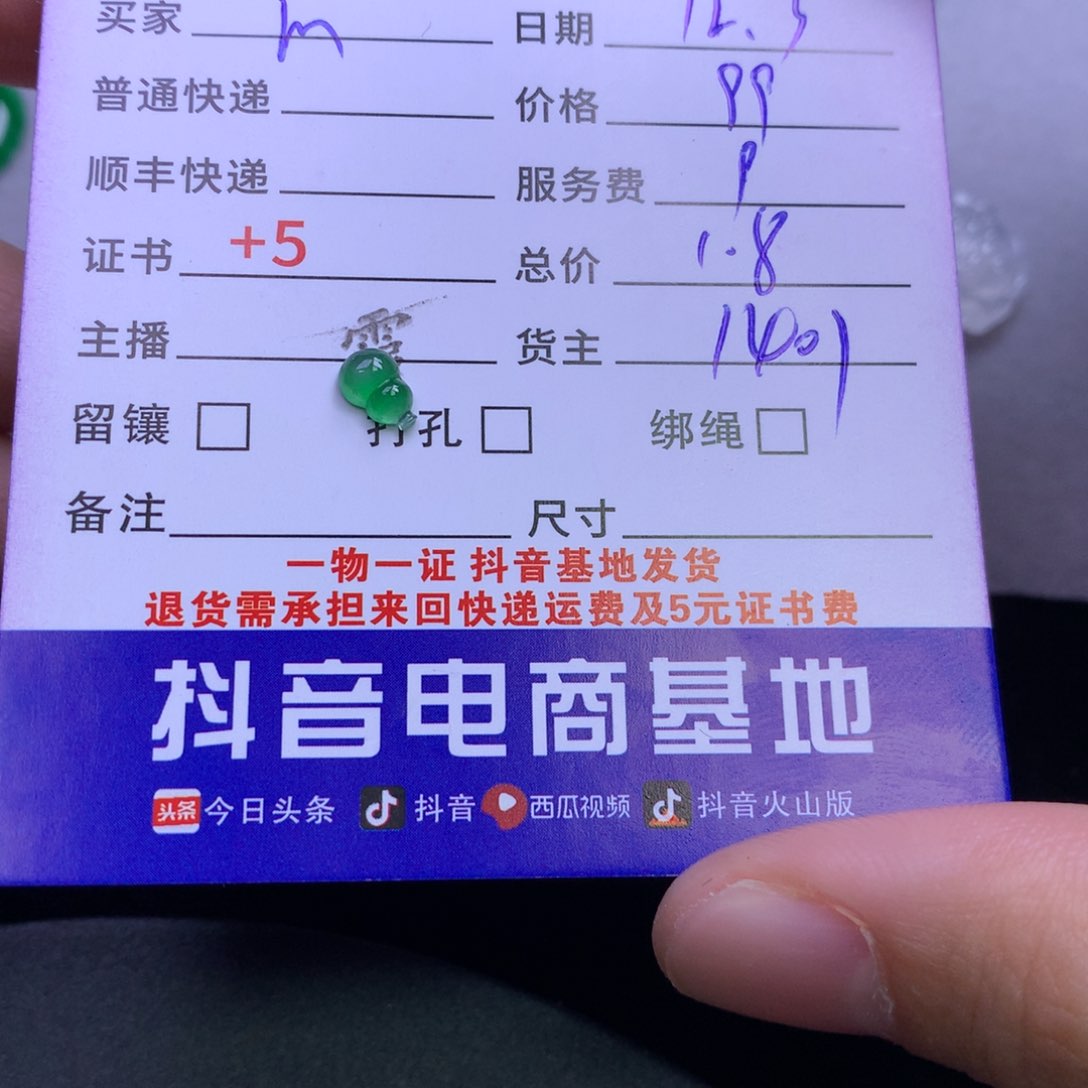 买家 日期 12.5
普通快递 价格 99
顺丰快递 服务费 9
证书 +5 总价 1.8
主播 雪 货主 1401
留镶 打孔 绑绳
备注 尺寸
一物一证 抖音基地发货
退货需承担来回快递运费及5元证书费
抖音电商基地
头条 今日头条 抖音 西瓜视频 抖音火山版